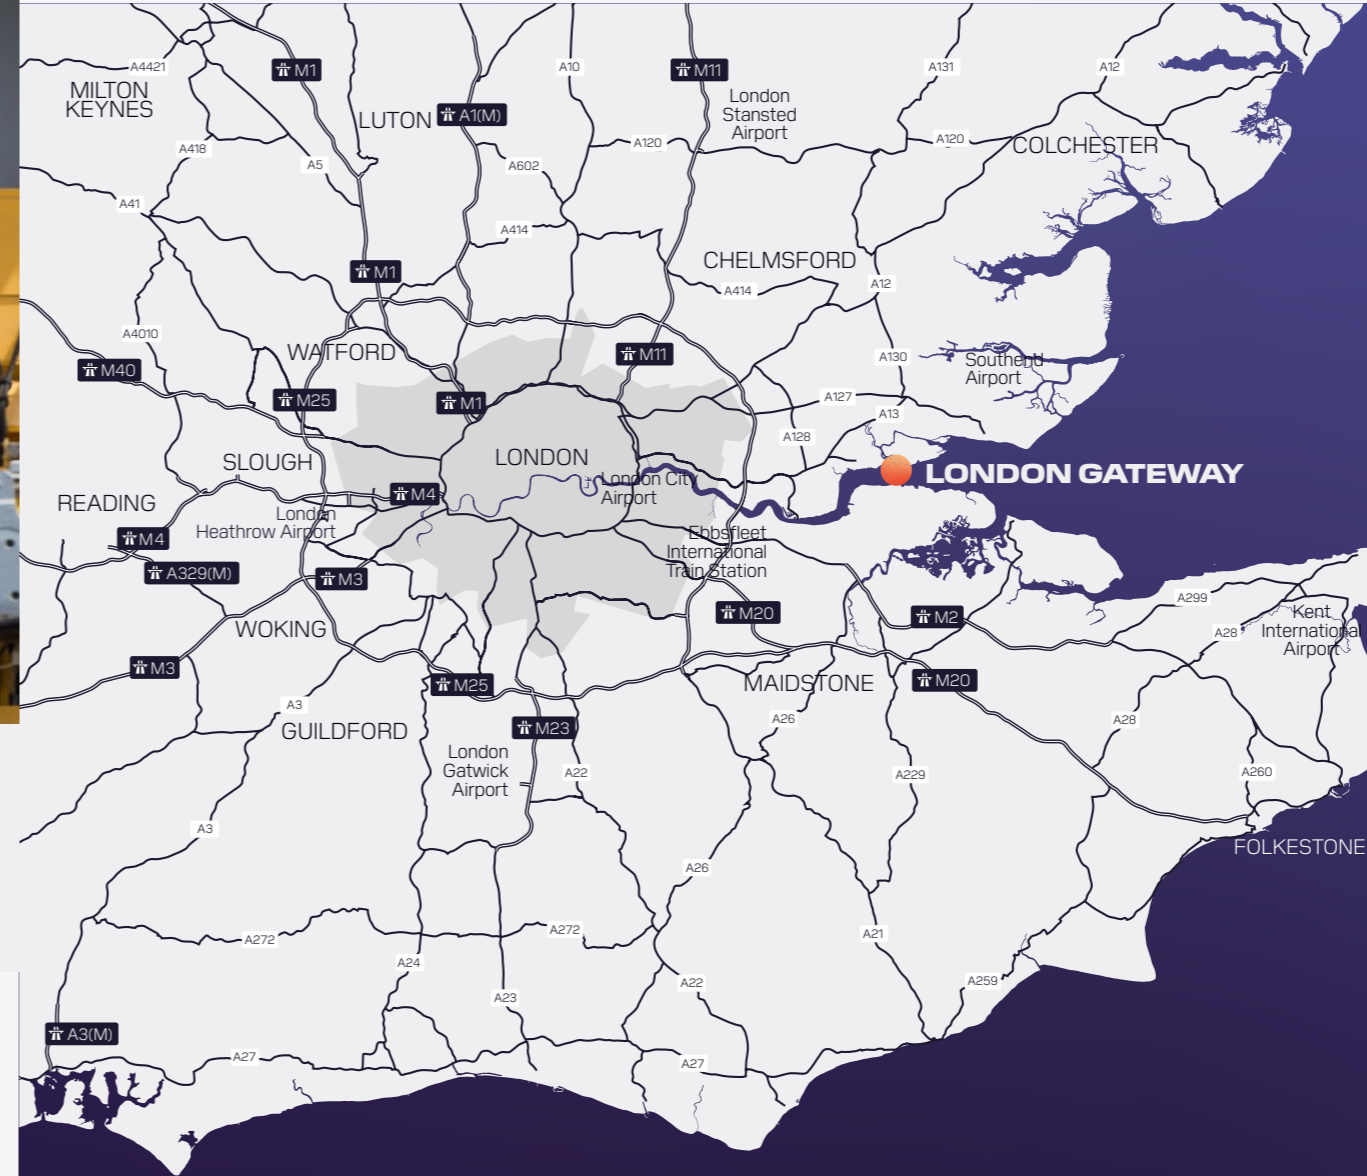 A4421
M1
A10
M11
A131
A12
MILTON
KEYNES
London
Stansted
Airport
LUTON
A1(M)
A418
A5
A602
A120
A120
COLCHESTER
A41
A414
M1
CHELMSFORD
A414
A12
A4010
WATFORD
M11
A130
Southend
Airport
M40
M25
M1
A127
A13
A128
SLOUGH
LONDON
LONDON GATEWAY
London City
Airport
READING
M4
London
Heathrow Airport
M4
Ebbsfleet
International
Train Station
A329(M)
M3
M20
M2
A299
Kent
International
Airport
WOKING
A28
M3
M25
MAIDSTONE
M20
A3
GUILDFORD
M23
A26
A28
London
Gatwick
Airport
A22
A229
A260
A3
FOLKESTONE
A26
A272
A272
A21
A24
A22
A259
A23
A3(M)
A27
A27